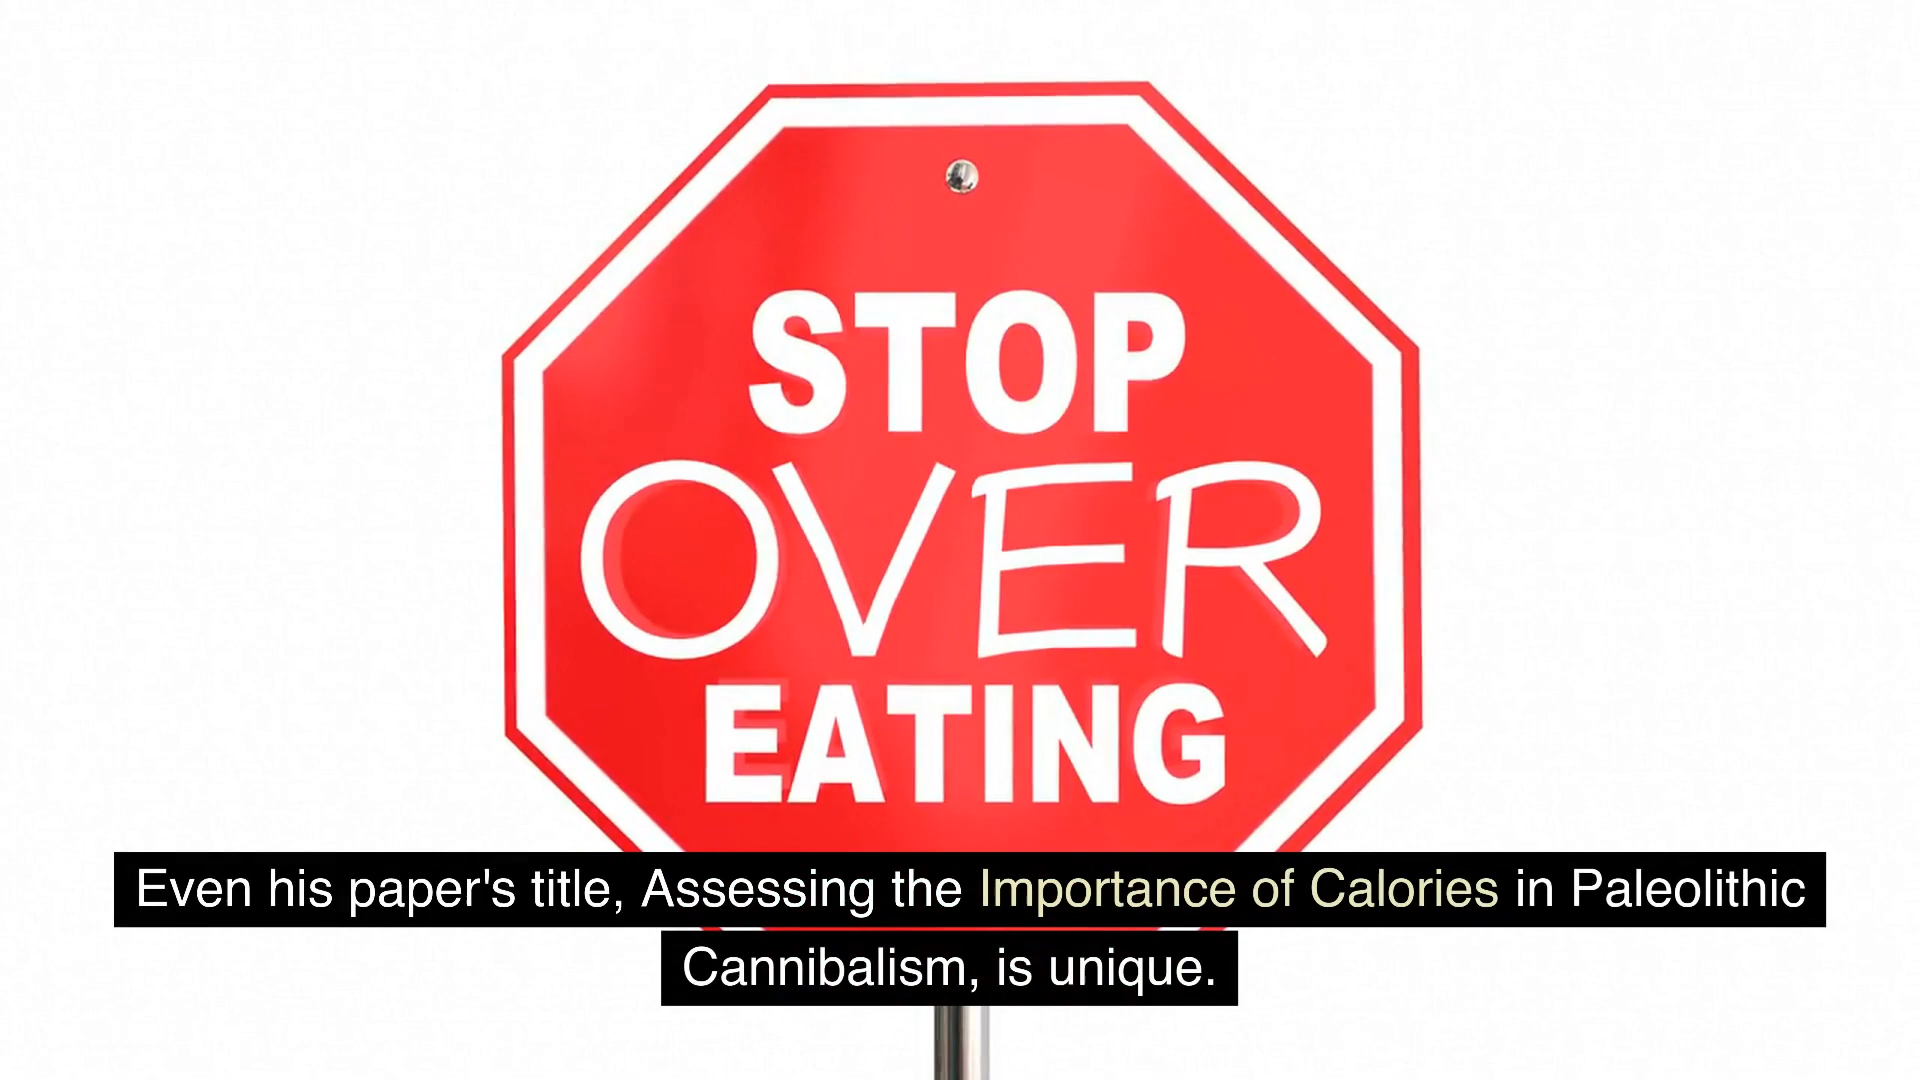 STOP
OVER
EATING
Even his paper's title, Assessing the Importance of Calories in Paleolithic
Cannibalism, is unique.